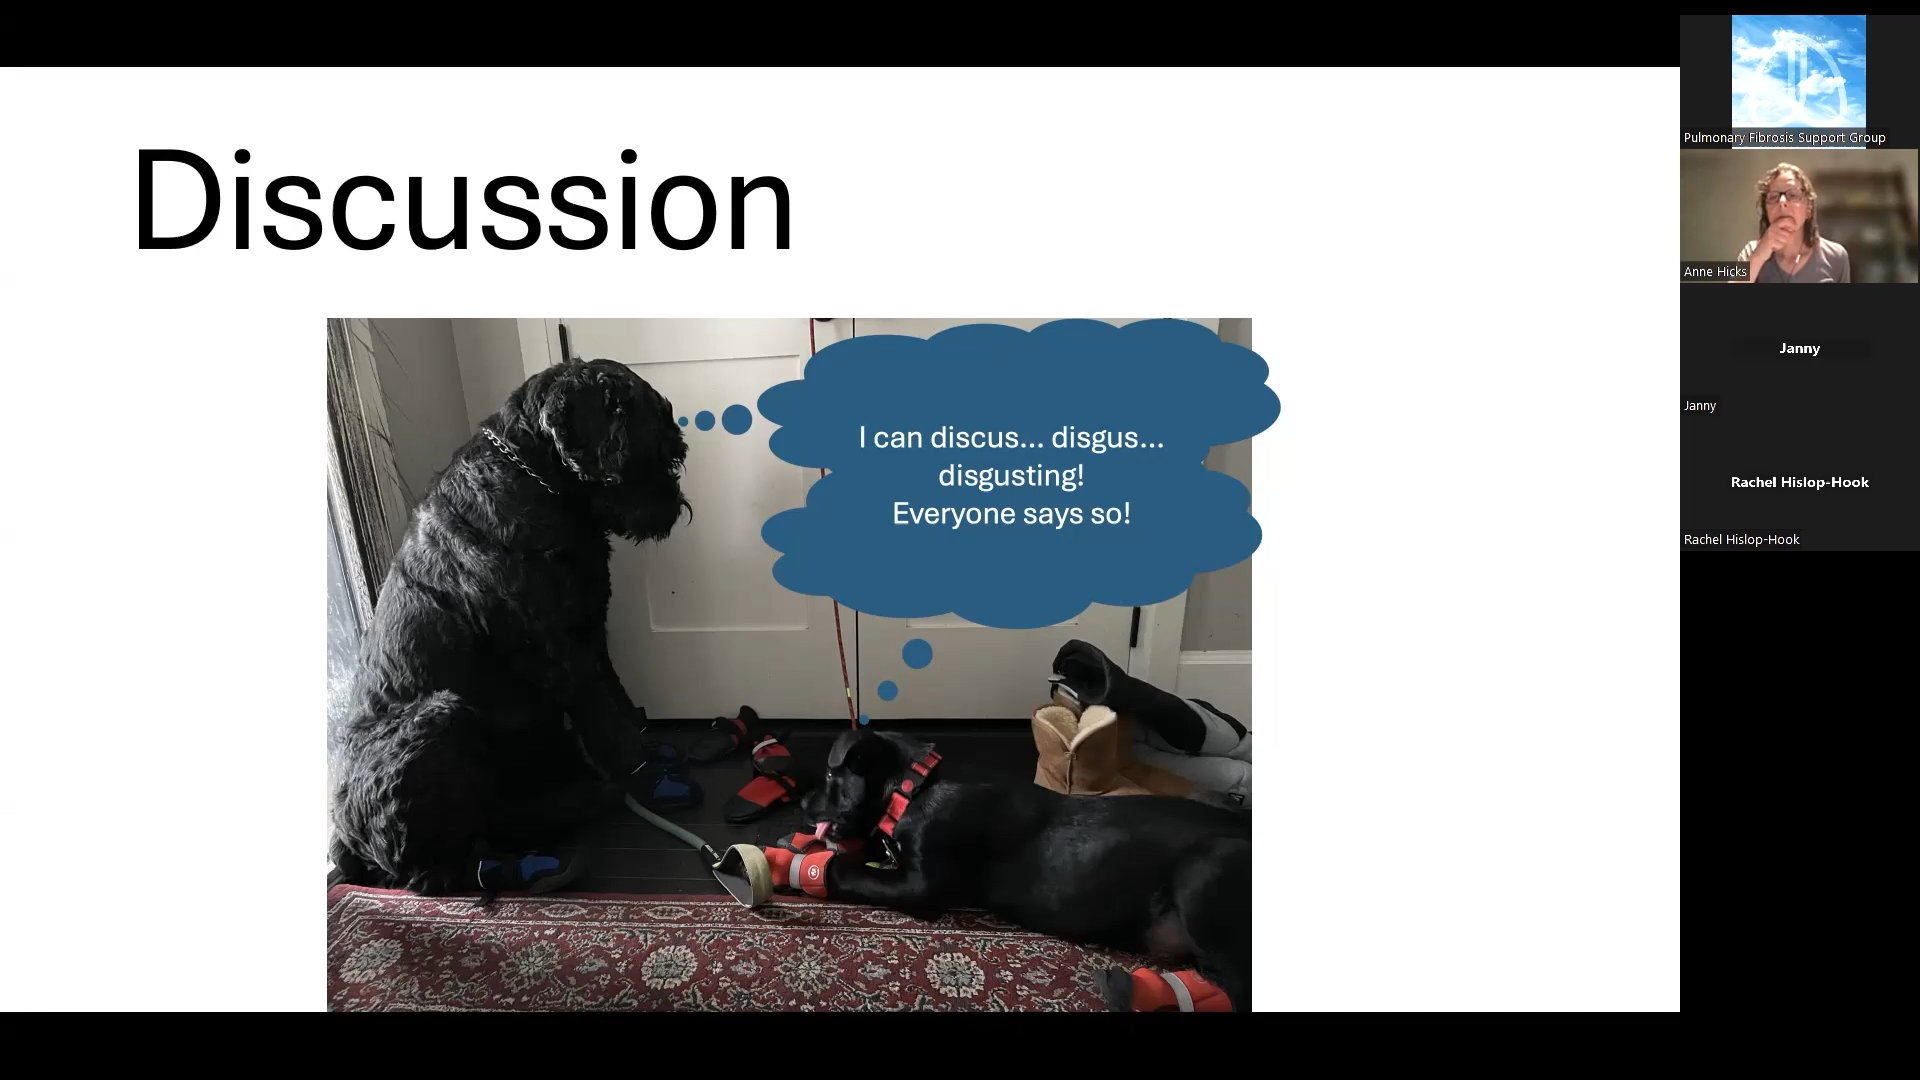 Discussion
I can discus... disgus...
disgusting!
Everyone says so!
Pulmonary Fibrosis Support Group
Anne Hicks
Janny
Janny
Rachel Hislop-Hook
Rachel Hislop-Hook